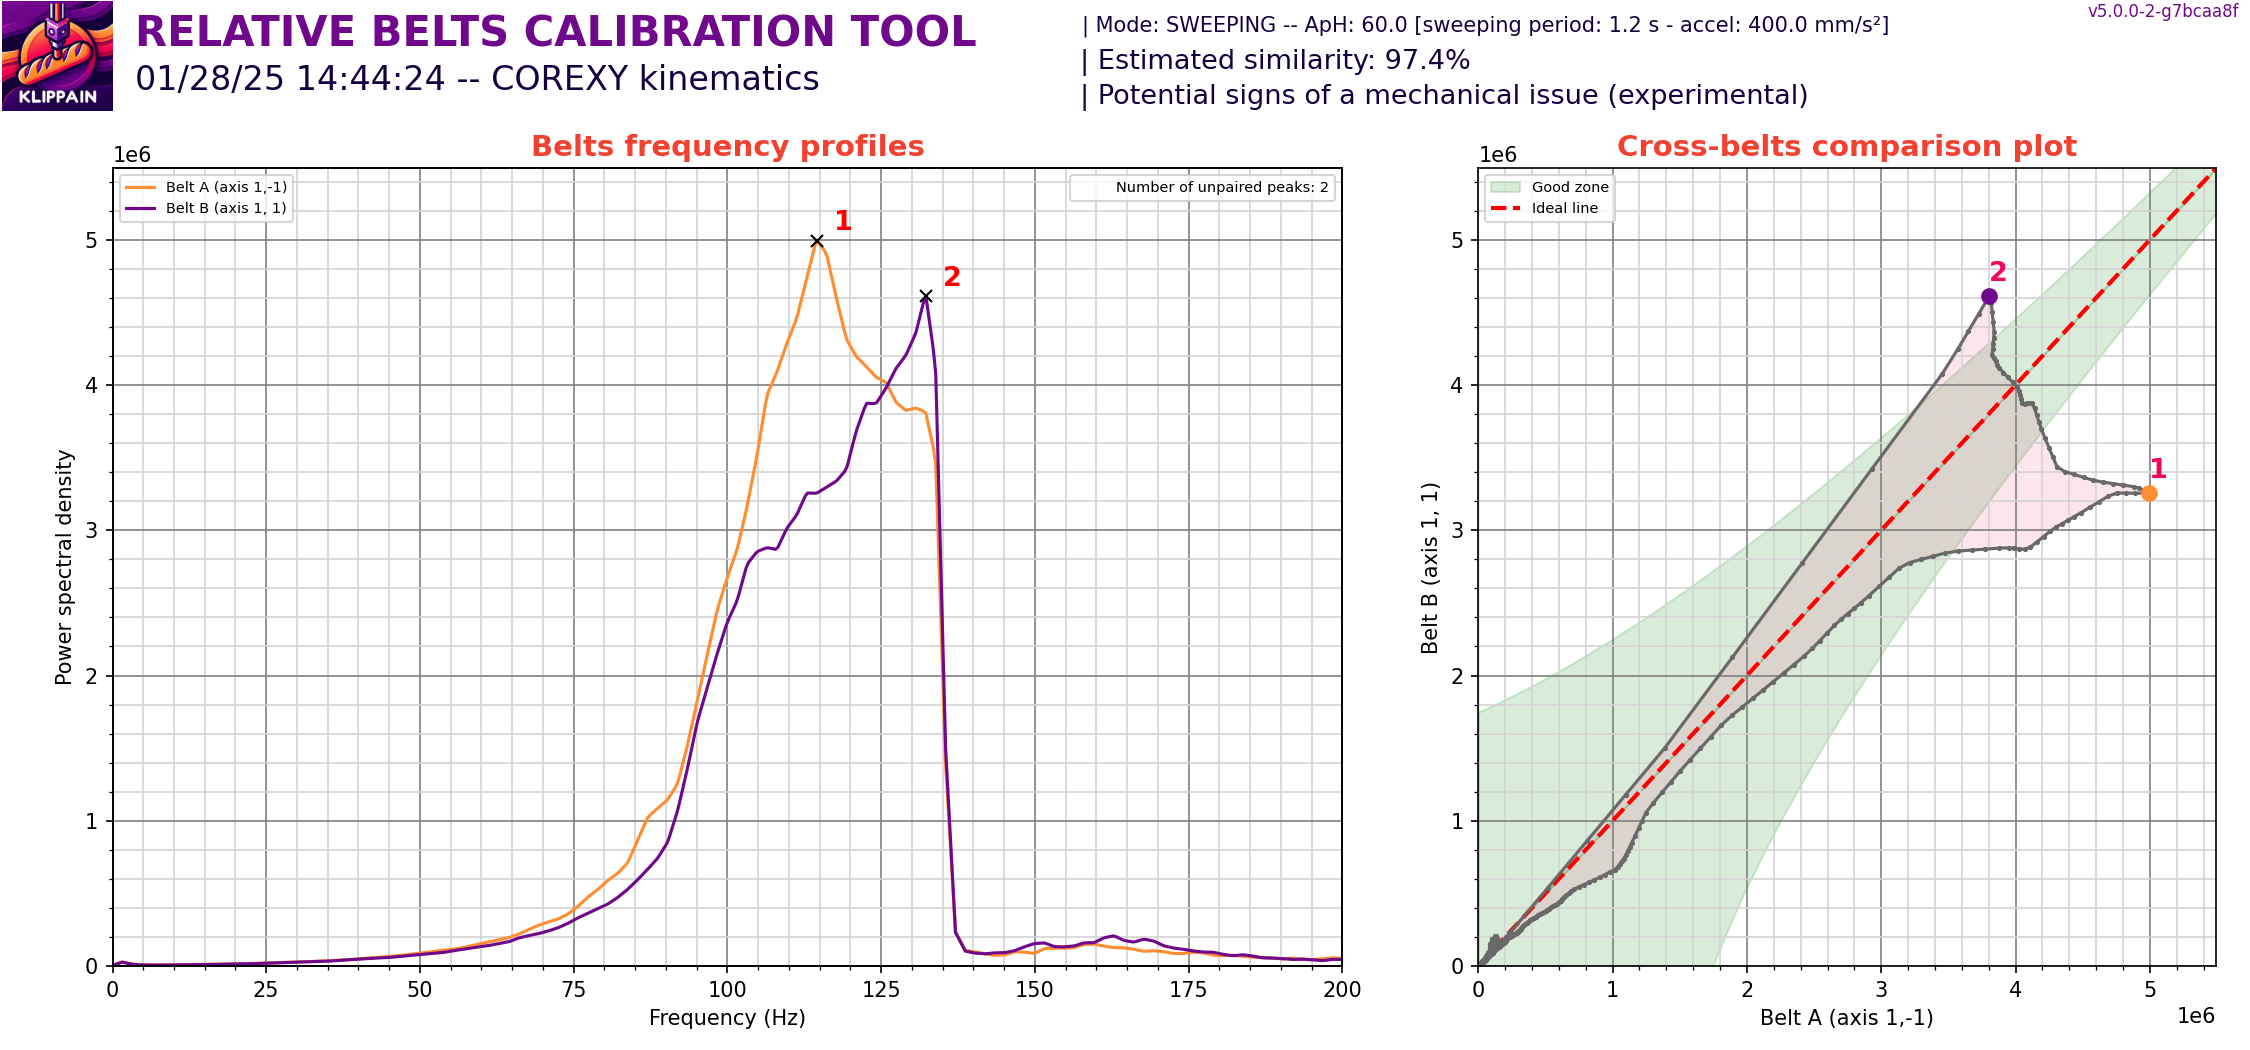 KLIPPAIN
RELATIVE BELTS CALIBRATION TOOL
01/28/25 14:44:24 -- COREXY kinematics
| Mode: SWEEPING -- ApH: 60.0 [sweeping period: 1.2 s - accel: 400.0 mm/s²]
| Estimated similarity: 97.4%
| Potential signs of a mechanical issue (experimental)
v5.0.0-2-g7bcaa8f
Belts frequency profiles
1e6
Belt A (axis 1,-1)
Belt B (axis 1, 1)
Number of unpaired peaks: 2
1
2
5
4
3
2
1
0
Power spectral density
0 25 50 75 100 125 150 175 200
Frequency (Hz)
Cross-belts comparison plot
1e6
Good zone
Ideal line
2
1
5
4
3
2
1
0
Belt B (axis 1, 1)
0 1 2 3 4 5
Belt A (axis 1,-1)
1e6